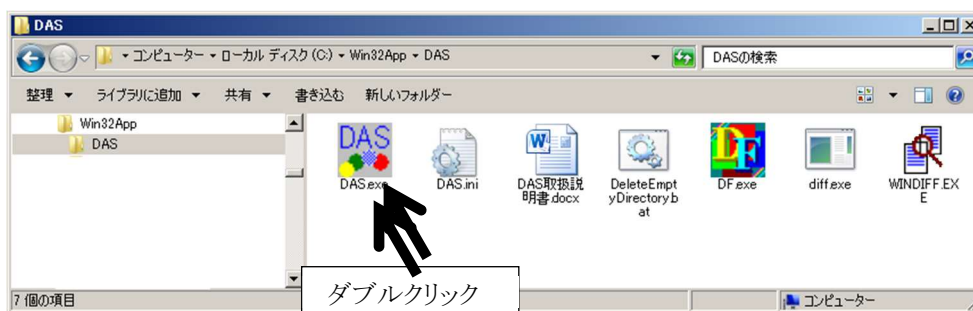 DAS
コンピューター ローカル ディスク (C:) Win32App DAS
DASの検索
整理 ライブラリに追加 共有 書き込む 新しいフォルダー
Win32App
DAS
DAS
DAS.exe
DAS.ini
DAS取扱説
明書.docx
DeleteEmpt
yDirectory.b
at
DF
DF.exe
diff.exe
WINDIFF.EX
E
ダブルクリック
7 個の項目
コンピューター